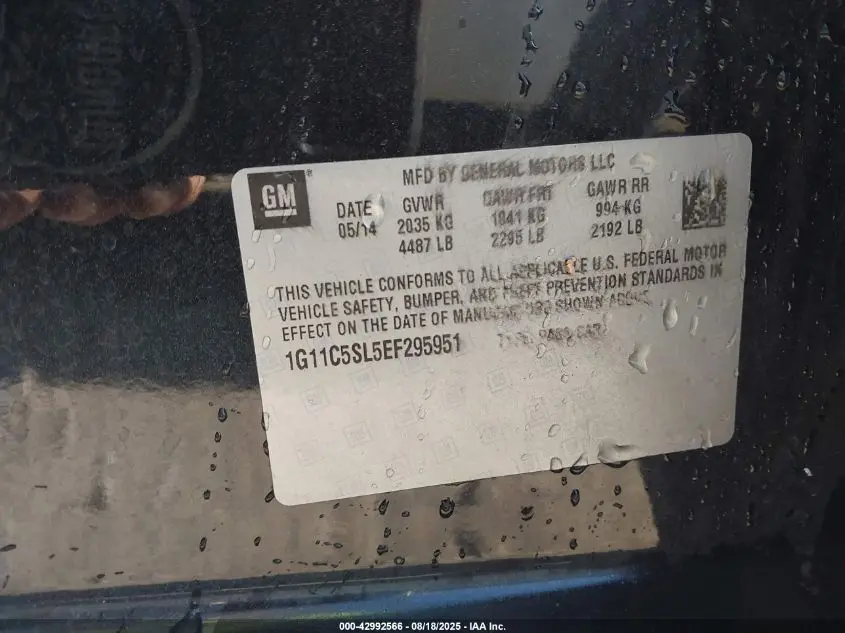 GM
MFD BY GENERAL MOTORS LLC
DATE GVWR GAWR FRT GAWR RR
05/14 2035 KG 1041 KG 994 KG
4487 LB 2295 LB 2192 LB
THIS VEHICLE CONFORMS TO ALL APPLICABLE U.S. FEDERAL MOTOR
VEHICLE SAFETY, BUMPER, AND THEFT PREVENTION STANDARDS IN
EFFECT ON THE DATE OF MANUFACTURE SHOWN ABOVE.
1G11C5SL5EF295951 TYPE: PASS CAR
000-42992566 - 08/18/2025 - IAA Inc.